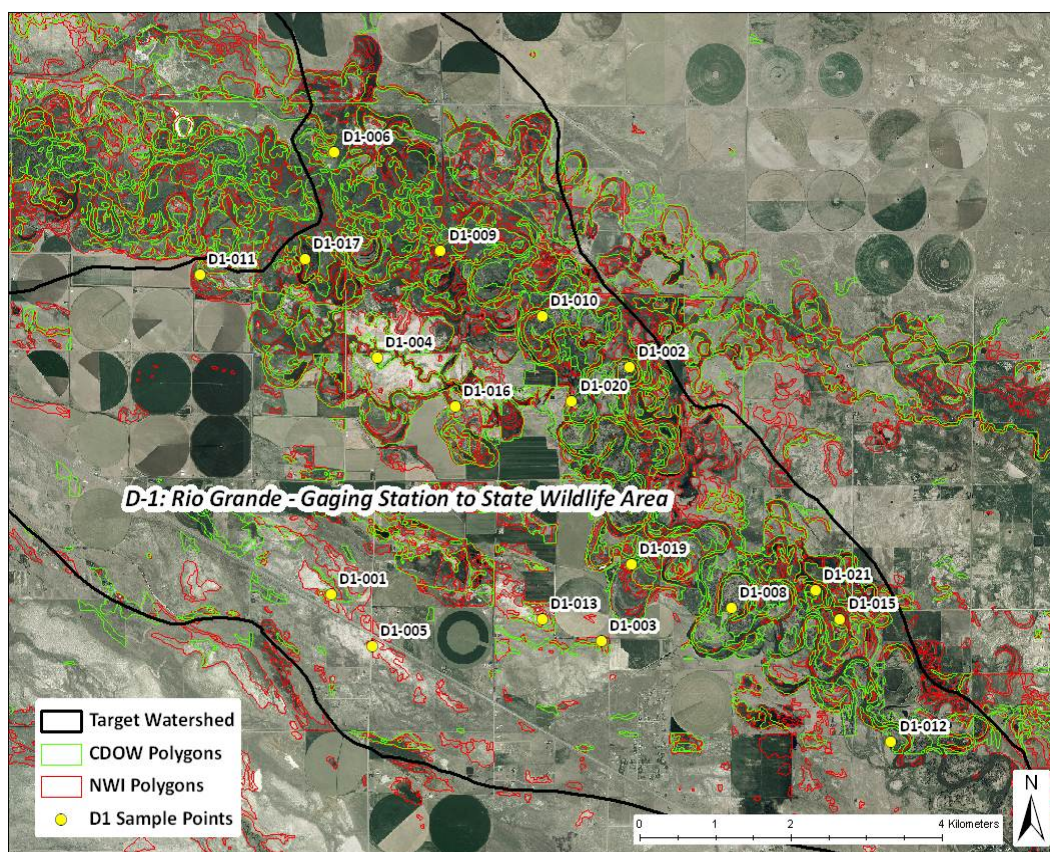 D1-006
D1-009
D1-017
D1-011
D1-010
D1-004
D1-002
D1-020
D1-016
D-1: Rio Grande - Gaging Station to State Wildlife Area
D1-019
D1-001
D1-021
D1-008
D1-013
D1-015
D1-005
D1-003
D1-012
Target Watershed
CDOW Polygons
NWI Polygons
D1 Sample Points
N
0 1 2 4 Kilometers